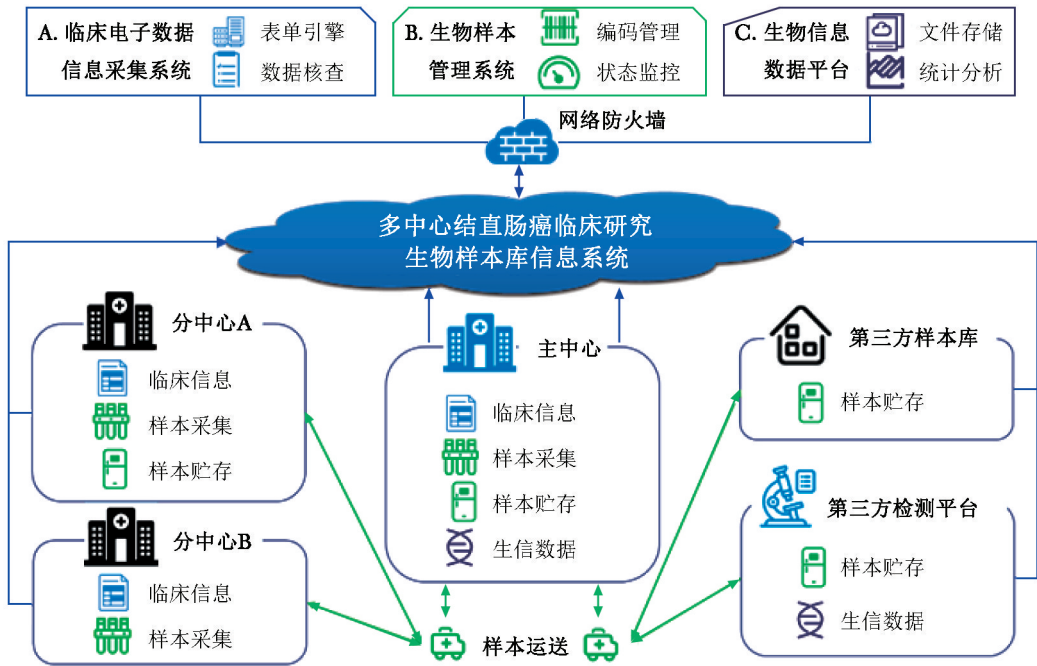 A. 临床电子数据
信息采集系统
表单引擎
数据核查
B. 生物样本
管理系统
编码管理
状态监控
C. 生物信息
数据平台
文件存储
统计分析
网络防火墙
多中心结直肠癌临床研究
生物样本库信息系统
分中心A
临床信息
样本采集
样本贮存
分中心B
临床信息
样本采集
主中心
临床信息
样本采集
样本贮存
生信数据
样本运送
第三方样本库
样本贮存
第三方检测平台
样本贮存
生信数据